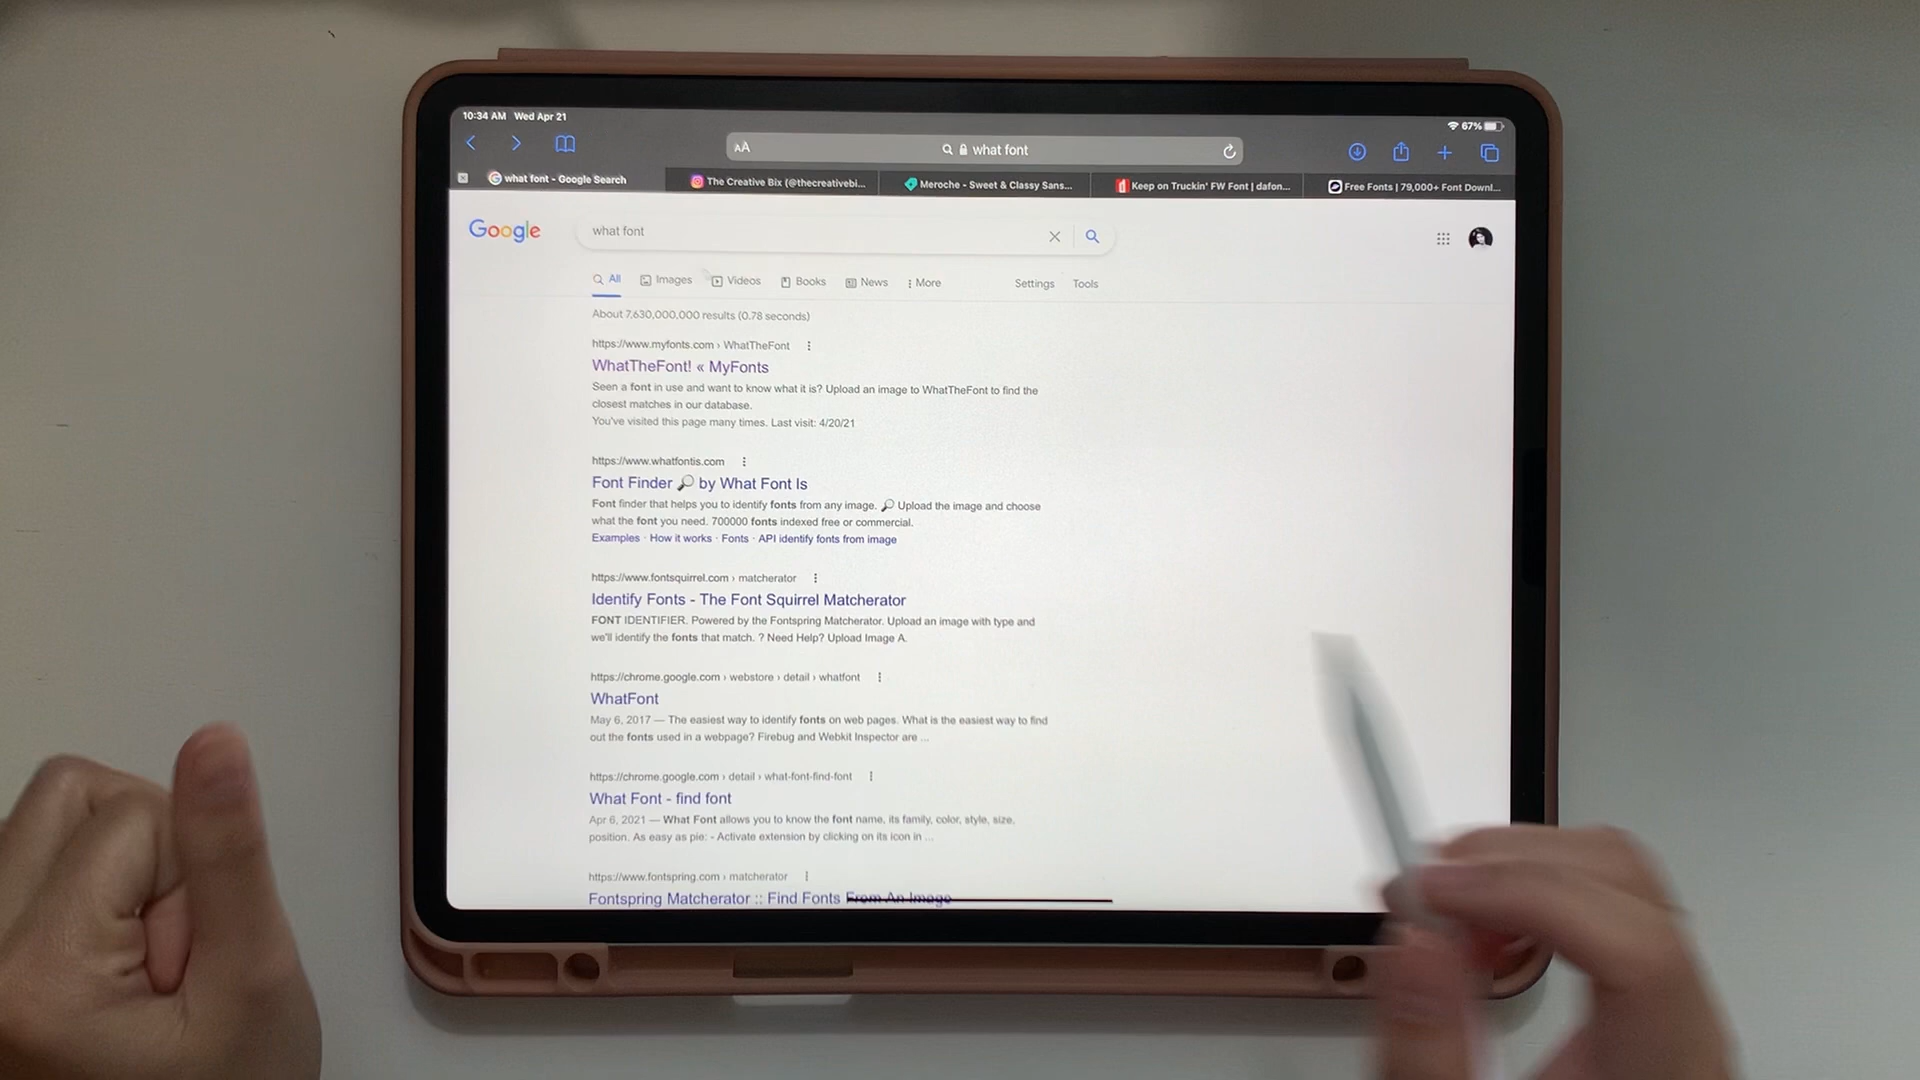 10:34 AM Wed Apr 21
67%
AA what font
what font - Google Search
The Creative Bix (@thecreativebi...
Meroche - Sweet & Classy Sans...
Keep on Truckin' FW Font | dafon...
Free Fonts | 79,000+ Font Downl...
Google
what font
All Images Videos Books News More Settings Tools
About 7,630,000,000 results (0.78 seconds)
https://www.myfonts.com › WhatTheFont
WhatTheFont! « MyFonts
Seen a font in use and want to know what it is? Upload an image to WhatTheFont to find the
closest matches in our database.
You've visited this page many times. Last visit: 4/20/21
https://www.whatfontis.com
Font Finder 🔎 by What Font Is
Font finder that helps you to identify fonts from any image. 🔎 Upload the image and choose
what the font you need. 700000 fonts indexed free or commercial.
Examples · How it works · Fonts · API identify fonts from image
https://www.fontsquirrel.com › matcherator
Identify Fonts - The Font Squirrel Matcherator
FONT IDENTIFIER. Powered by the Fontspring Matcherator. Upload an image with type and
we'll identify the fonts that match. ? Need Help? Upload Image A.
https://chrome.google.com › webstore › detail › whatfont
WhatFont
May 6, 2017 — The easiest way to identify fonts on web pages. What is the easiest way to find
out the fonts used in a webpage? Firebug and Webkit Inspector are ...
https://chrome.google.com › detail › what-font-find-font
What Font - find font
Apr 6, 2021 — What Font allows you to know the font name, its family, color, style, size,
position. As easy as pie: - Activate extension by clicking on its icon in ...
https://www.fontspring.com › matcherator
Fontspring Matcherator :: Find Fonts From An Image